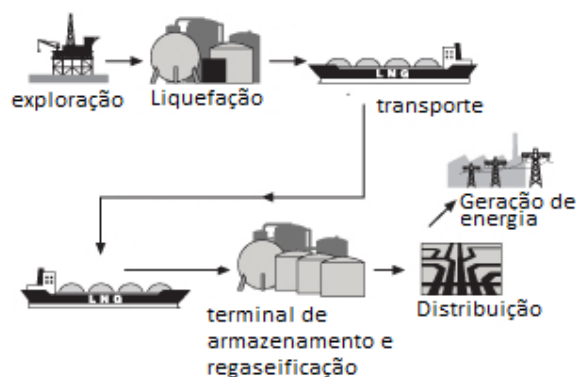 exploração
Liquefação
LNG
transporte
Geração de
energia
LNG
terminal de
armazenamento e
regaseificação
Distribuição